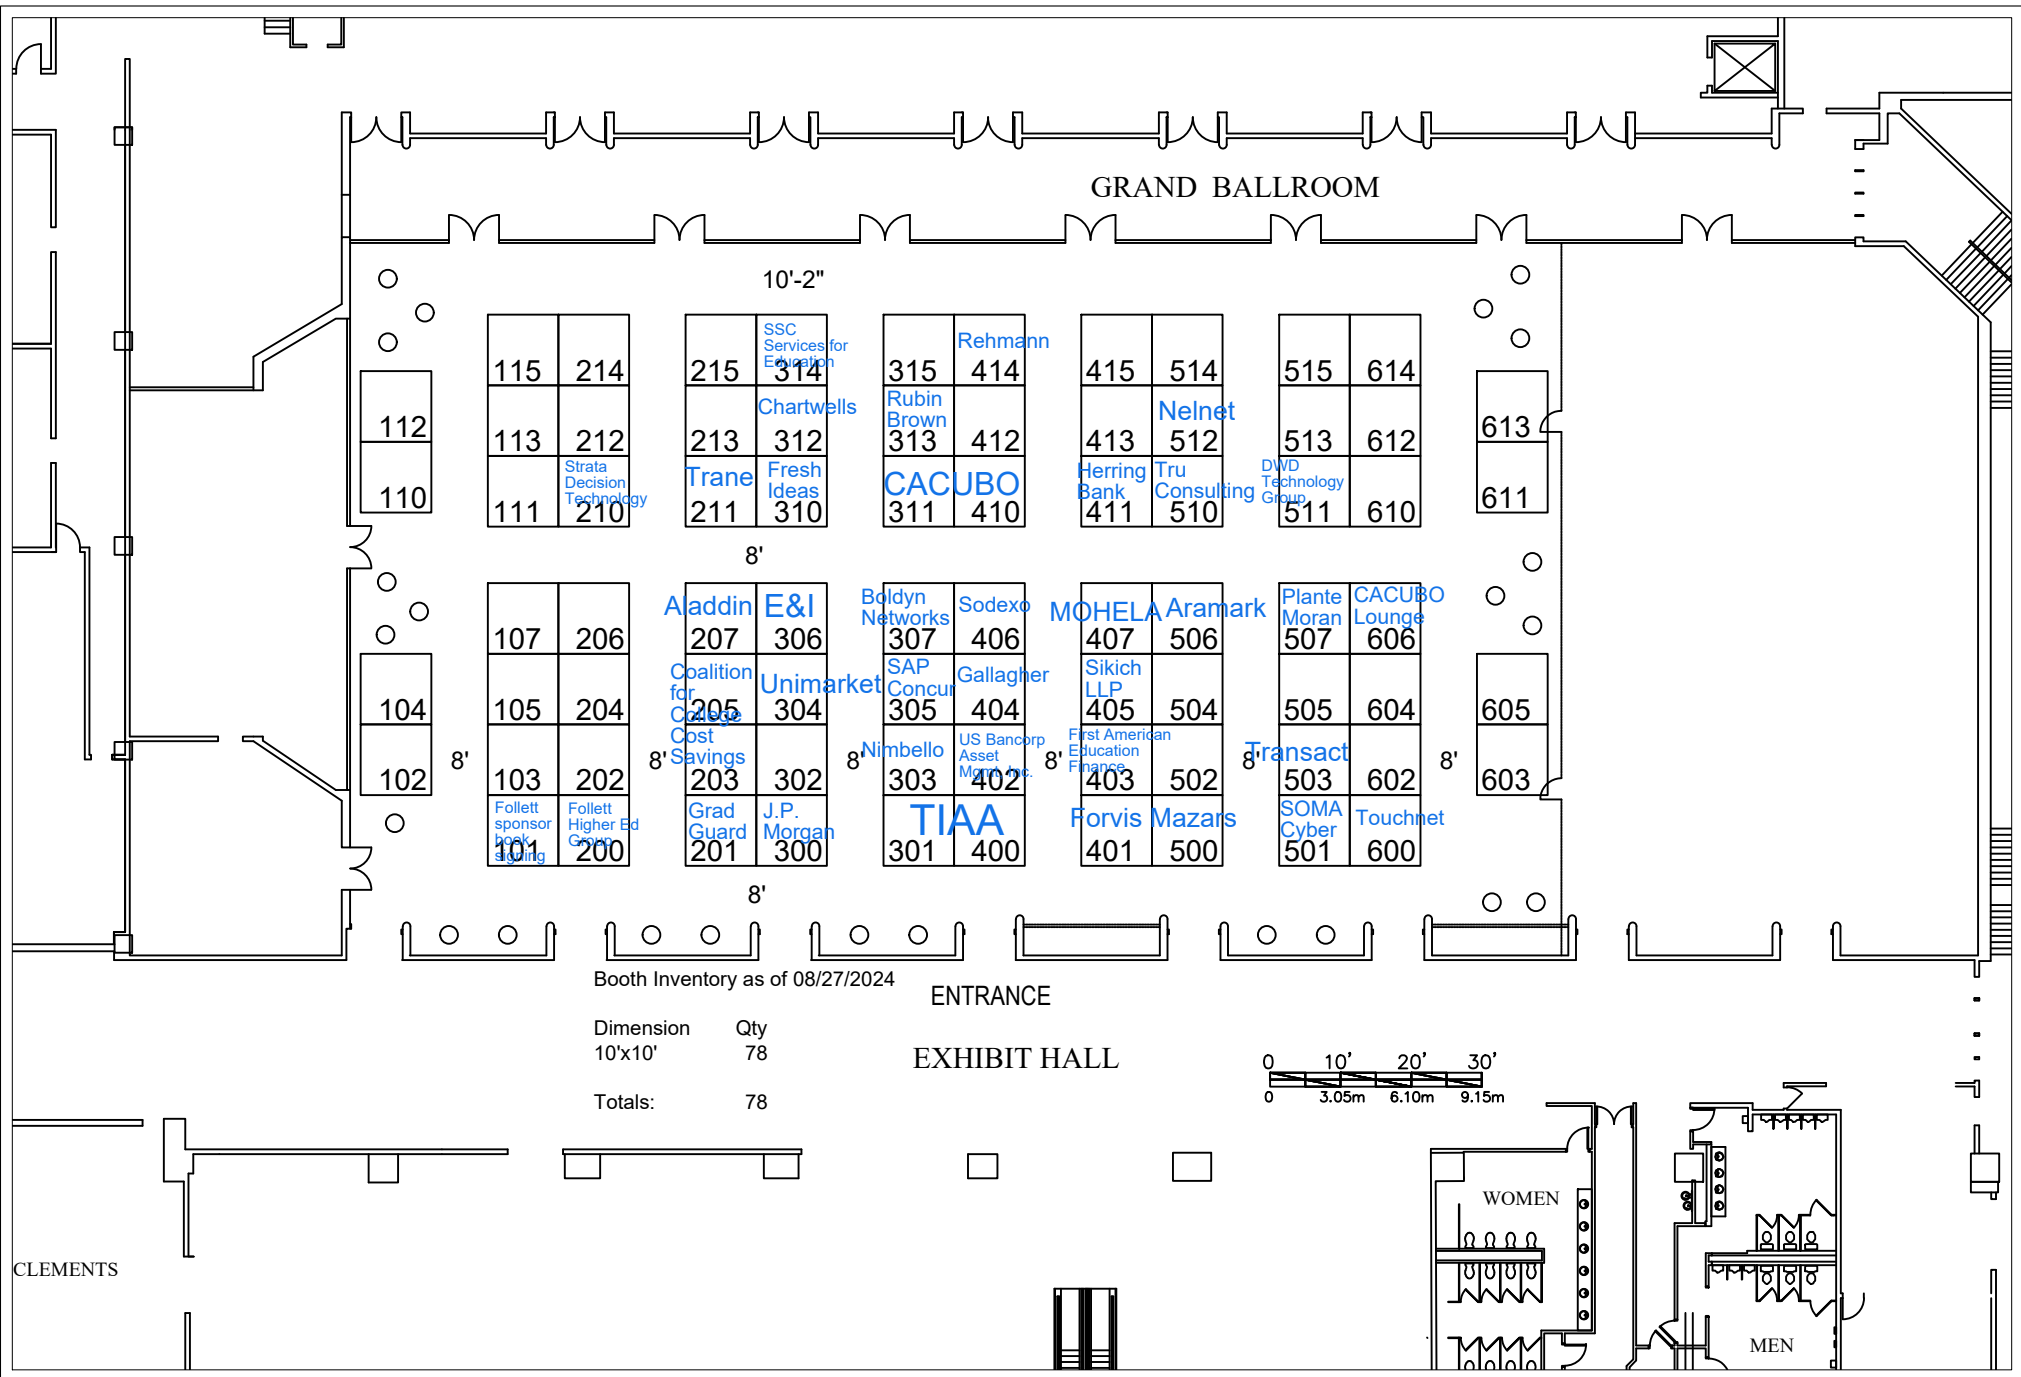 GRAND BALLROOM
10'-2"
SSC
Services for
Education
Rehmann
115 214 215 314 315 414 415 514 515 614
Chartwells
Rubin
Brown
Nelnet
112 113 212 213 312 313 412 413 512 513 612 613
Strata
Decision
Technology
Trane
Fresh
Ideas
CACUBO
Herring
Bank
Tru
Consulting
DWD
Technology
Group
110 111 210 211 310 311 410 411 510 511 610 611
8'
Aladdin
E&I
Boldyn
Networks
Sodexo
MOHELA
Aramark
Plante
Moran
CACUBO
Lounge
107 206 207 306 307 406 407 506 507 606
Coalition
for
College
Cost
Savings
Unimarket
SAP
Concur
Gallagher
Sikich
LLP
104 105 204 205 304 305 404 405 504 505 604 605
Nimbello
US Bancorp
Asset
Mgmt, Inc.
First American
Education
Finance
Transact
8' 8' 8' 8' 8' 8'
102 103 202 203 302 303 402 403 502 503 602 603
Follett
sponsor
book
signing
Follett
Higher Ed
Group
Grad
Guard
J.P.
Morgan
TIAA
Forvis Mazars
SOMA
Cyber
Touchnet
101 200 201 300 301 400 401 500 501 600
8'
Booth Inventory as of 08/27/2024
ENTRANCE
Dimension Qty
10'x10' 78
Totals: 78
EXHIBIT HALL
0 10' 20' 30'
0 3.05m 6.10m 9.15m
WOMEN
CLEMENTS
MEN